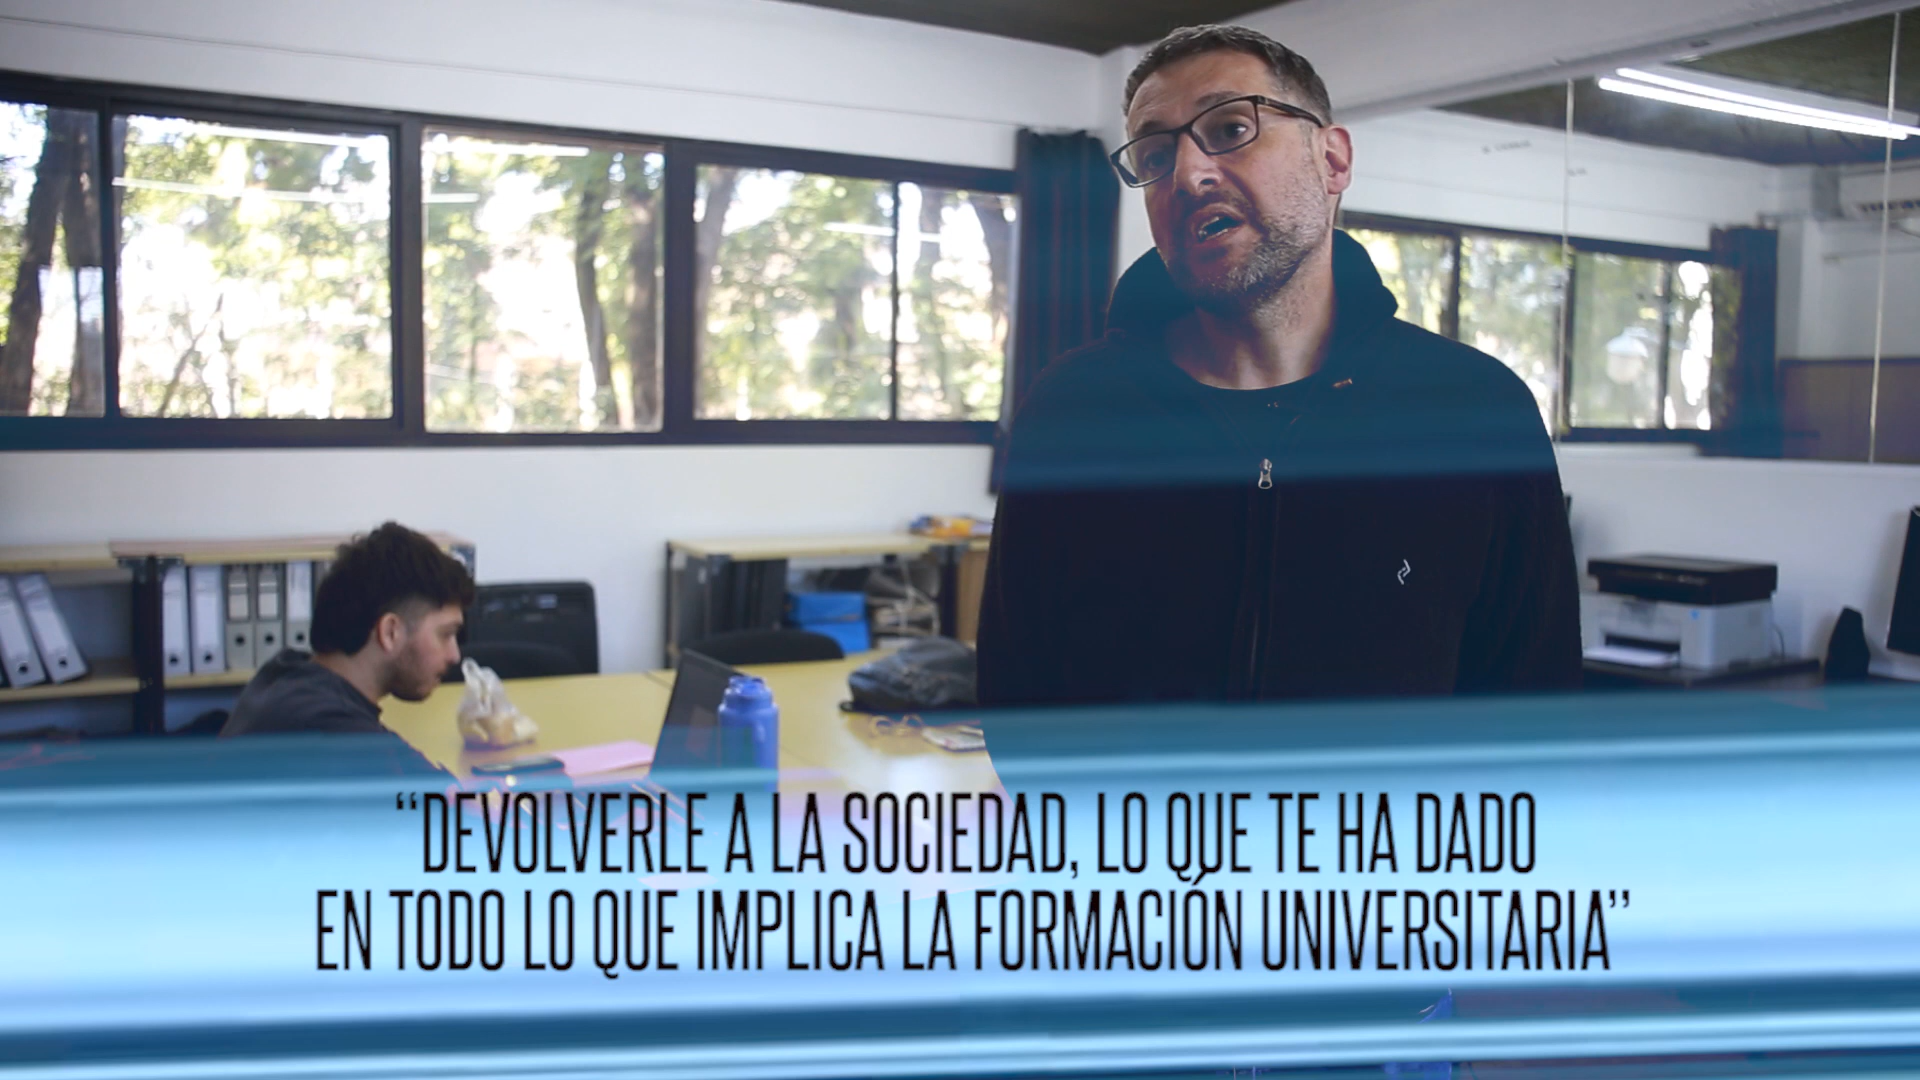 “DEVOLVERLE A LA SOCIEDAD, LO QUE TE HA DADO
EN TODO LO QUE IMPLICA LA FORMACIÓN UNIVERSITARIA”